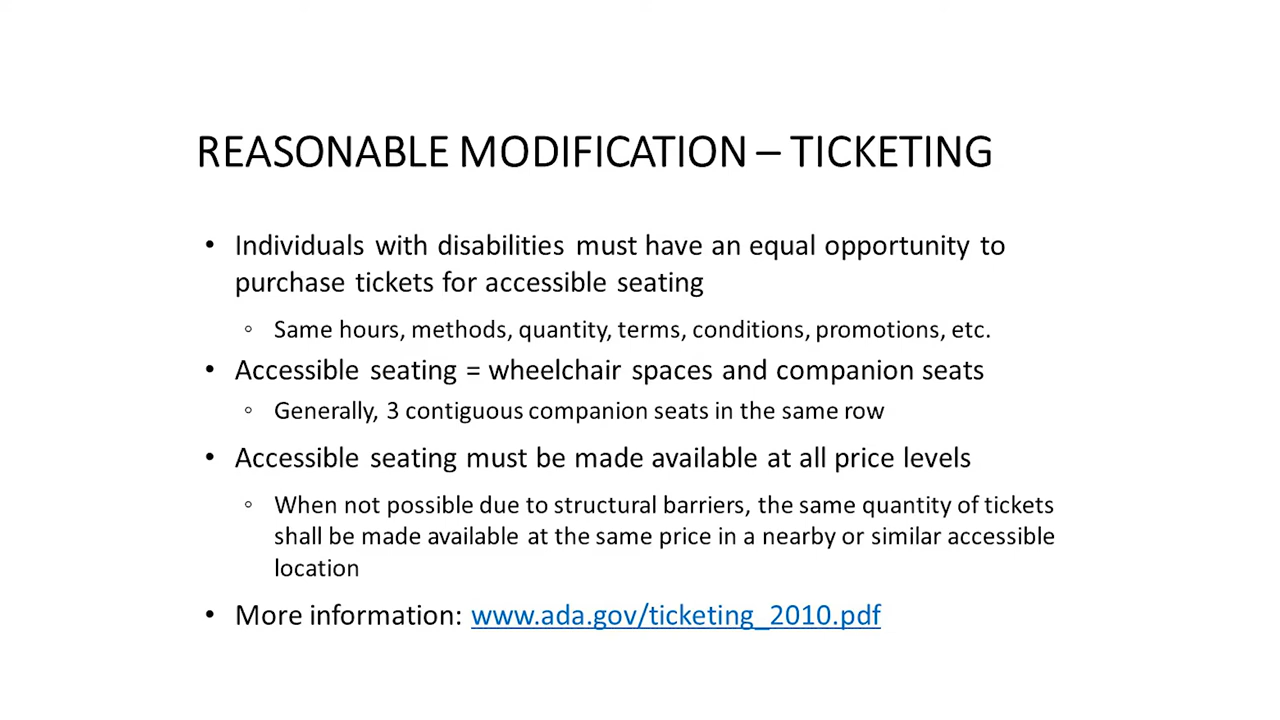 REASONABLE MODIFICATION – TICKETING
• Individuals with disabilities must have an equal opportunity to
purchase tickets for accessible seating
◦ Same hours, methods, quantity, terms, conditions, promotions, etc.
• Accessible seating = wheelchair spaces and companion seats
◦ Generally, 3 contiguous companion seats in the same row
• Accessible seating must be made available at all price levels
◦ When not possible due to structural barriers, the same quantity of tickets
shall be made available at the same price in a nearby or similar accessible
location
• More information: www.ada.gov/ticketing_2010.pdf